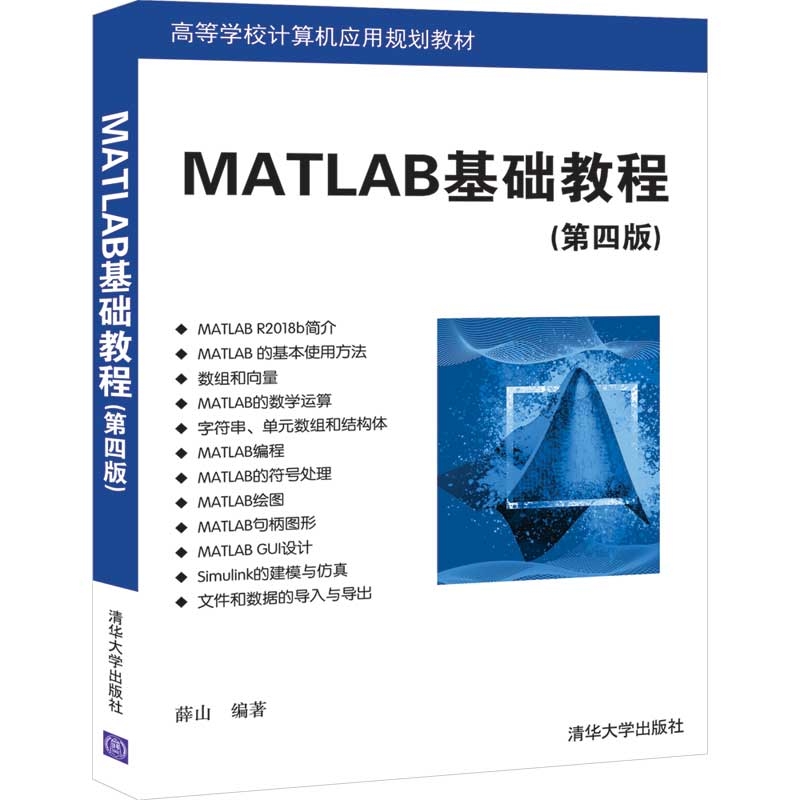 高等学校计算机应用规划教材
MATLAB基础教程
(第四版)
◆ MATLAB R2018b简介
◆ MATLAB 的基本使用方法
◆ 数组和向量
◆ MATLAB的数学运算
◆ 字符串、单元数组和结构体
◆ MATLAB编程
◆ MATLAB的符号处理
◆ MATLAB绘图
◆ MATLAB句柄图形
◆ MATLAB GUI设计
◆ Simulink的建模与仿真
◆ 文件和数据的导入与导出
薛山 编著
清华大学出版社
MATLAB基础教程(第四版)
清华大学出版社